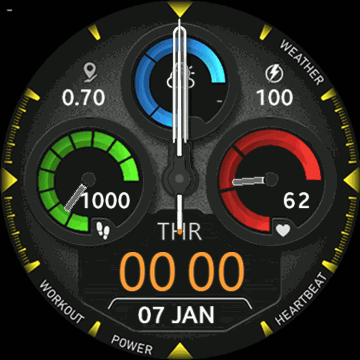 WEATHER
0.70
100
1000
62
THR
00 00
07 JAN
WORKOUT
POWER
HEARTBEAT